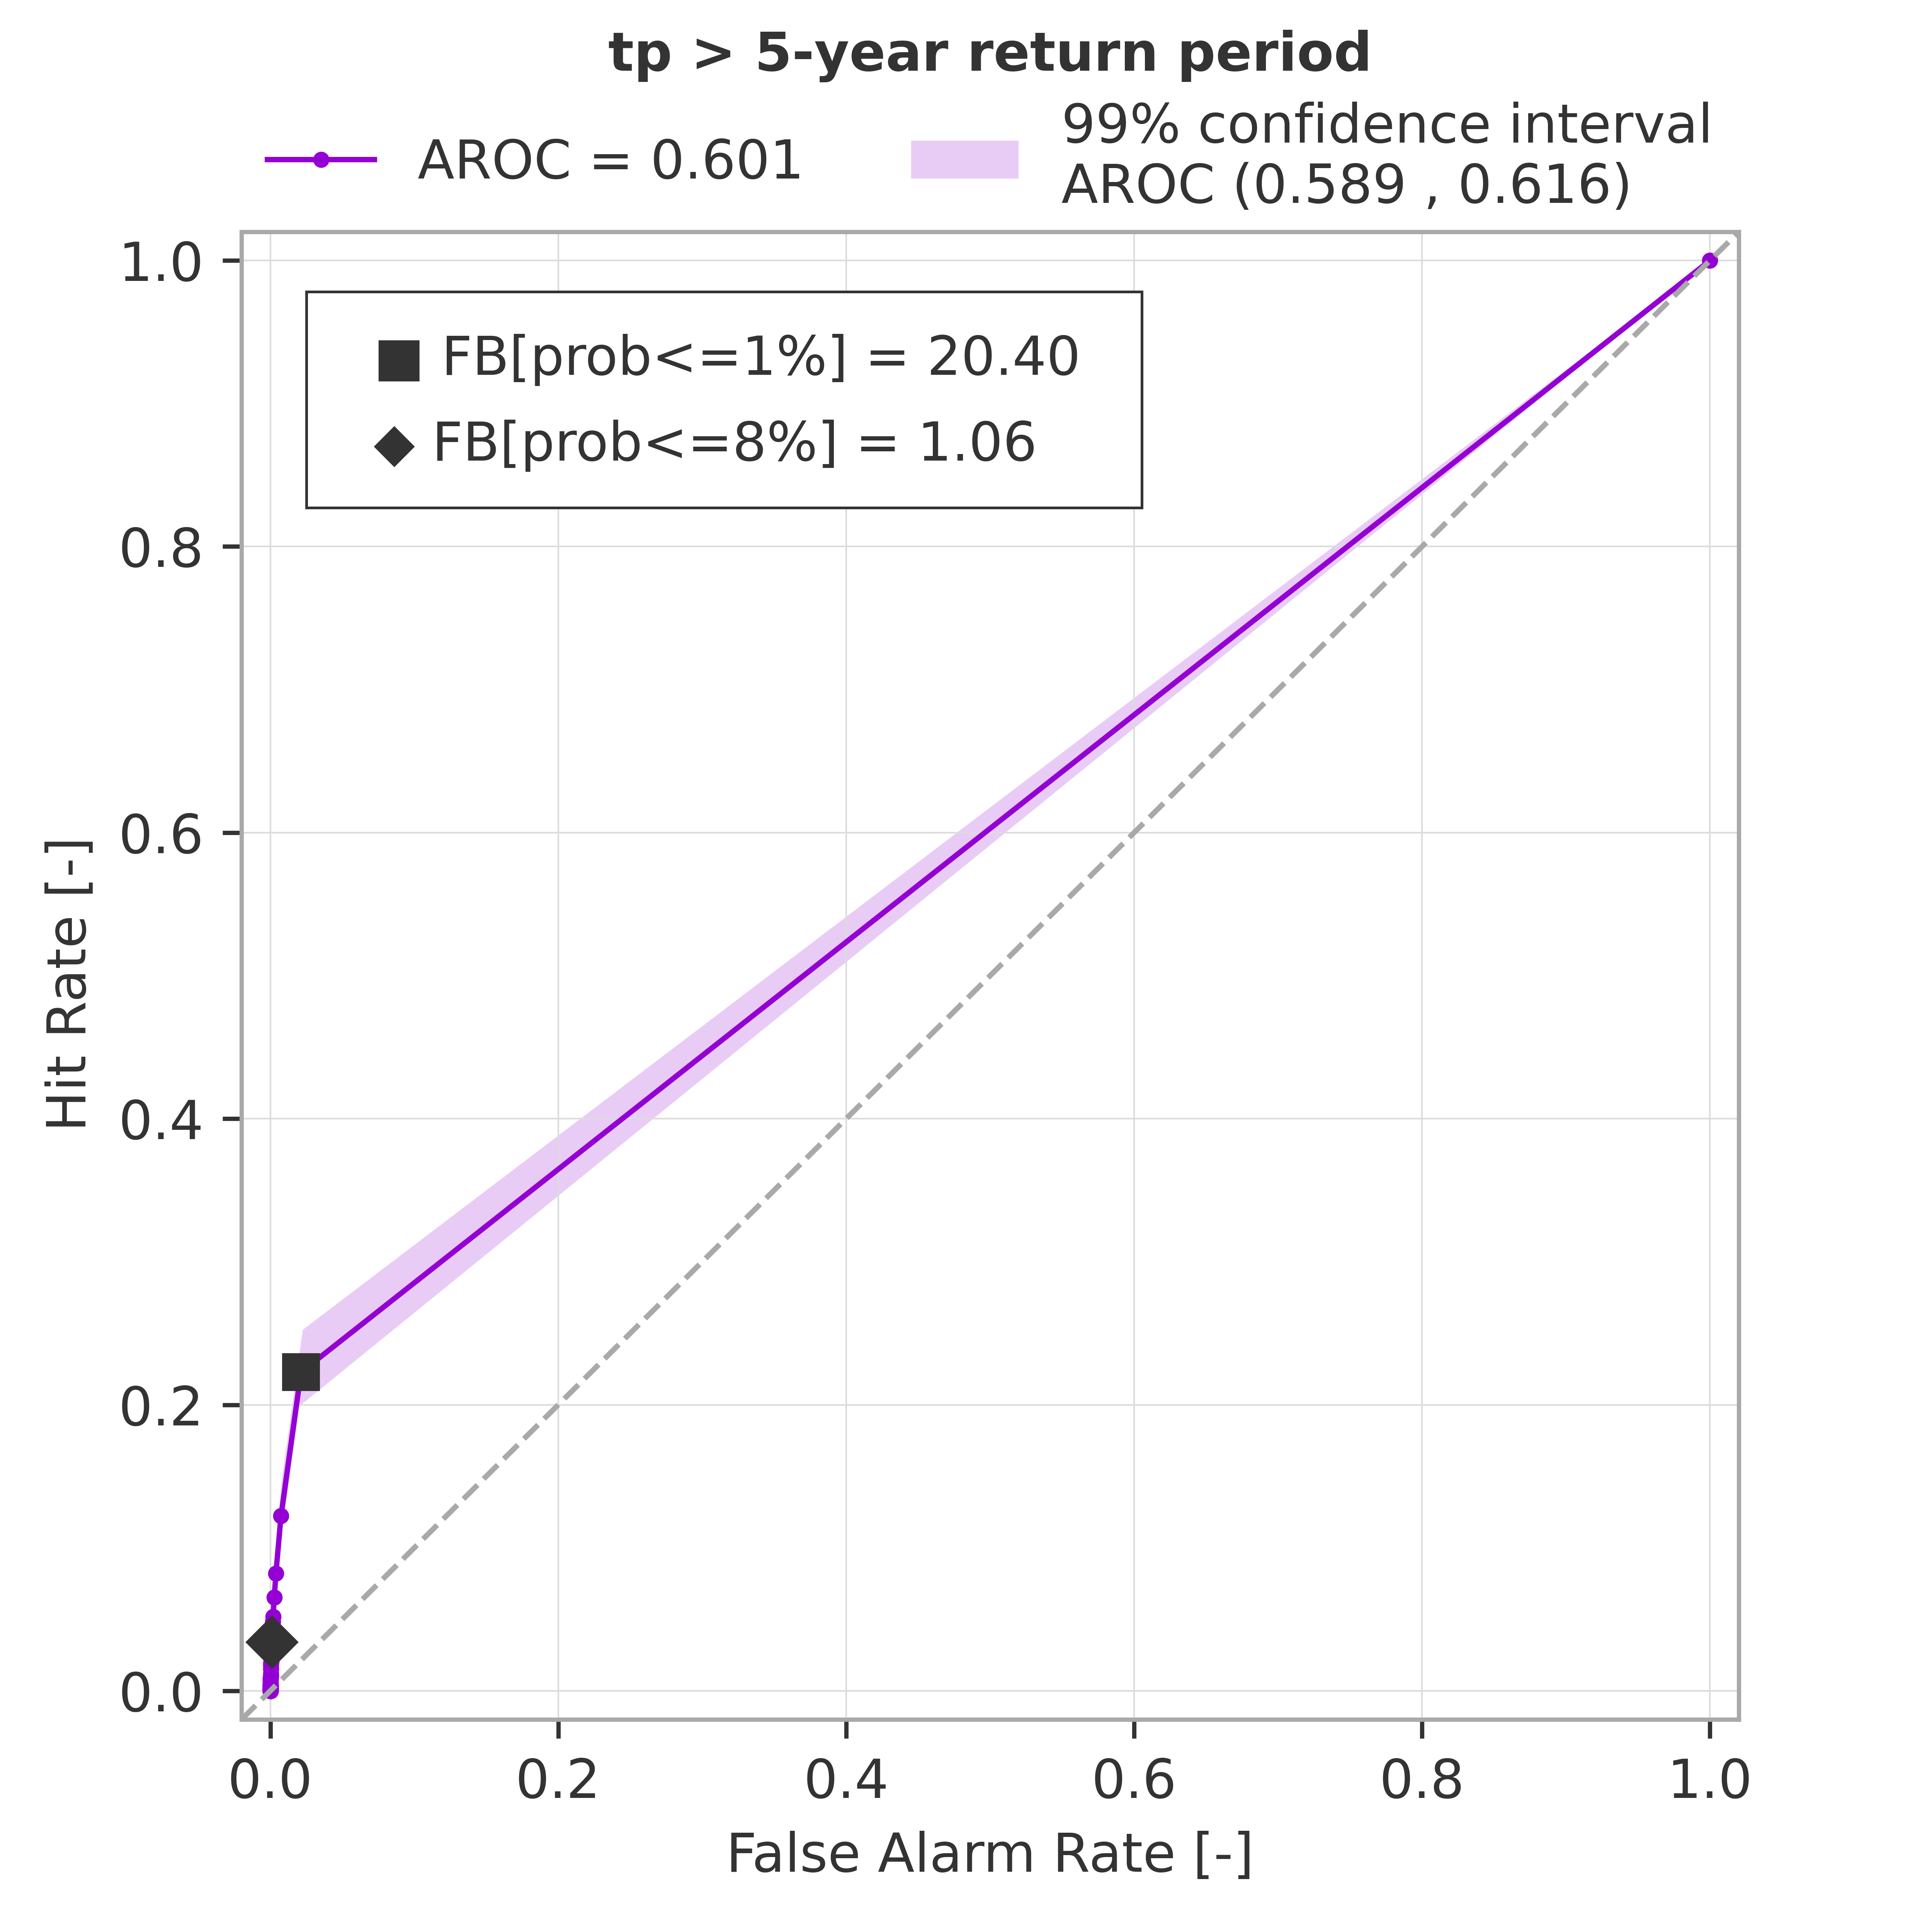 tp > 5-year return period
AROC = 0.601
99% confidence interval
AROC (0.589 , 0.616)
FB[prob<=1%] = 20.40
FB[prob<=8%] = 1.06
1.0
0.8
0.6
0.4
0.2
0.0
Hit Rate [-]
0.0 0.2 0.4 0.6 0.8 1.0
False Alarm Rate [-]